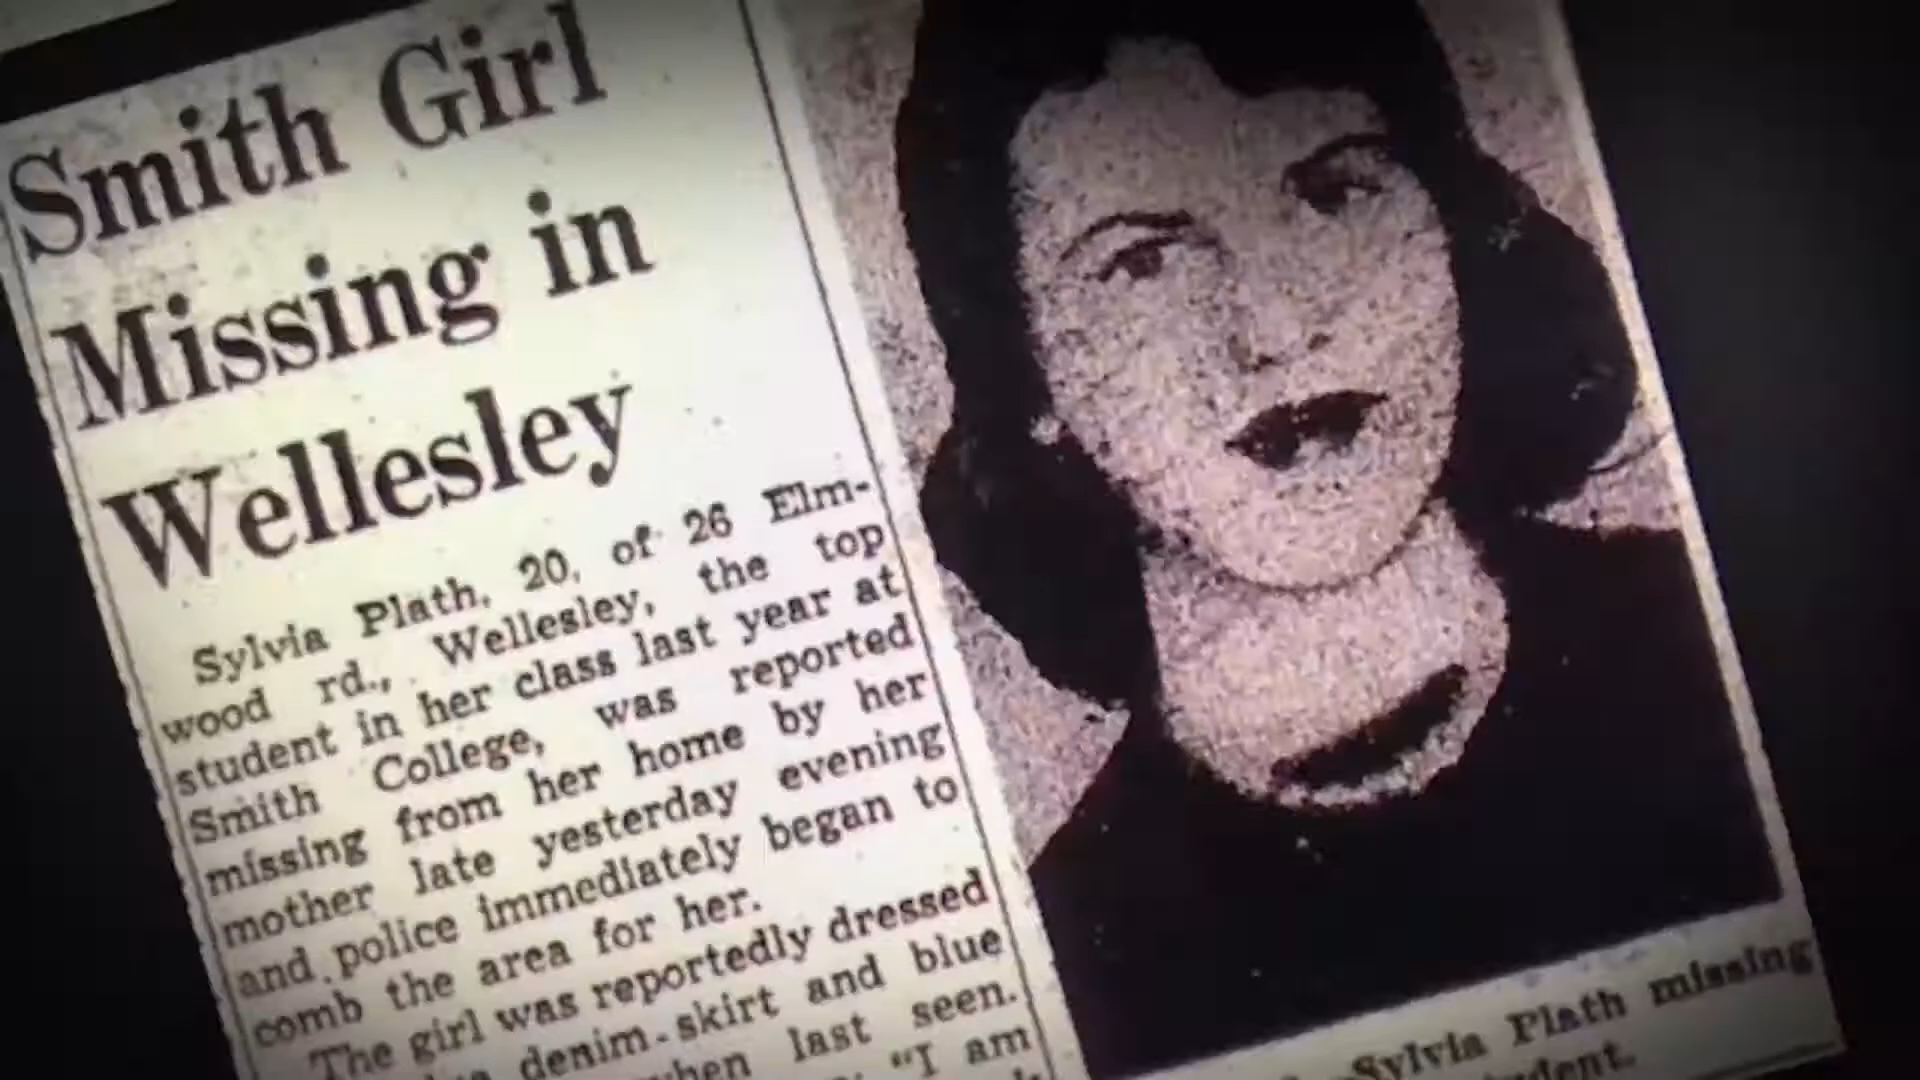 Smith Girl
Missing in
Wellesley
Sylvia Plath, 20, of 26 Elm-
wood rd., Wellesley, the top
student in her class last year at
Smith College, was reported
missing from her home by her
mother late yesterday evening
and police immediately began to
comb the area for her.
The girl was reportedly dressed
denim skirt and blue
when last seen.
"I am
Sylvia Plath missing